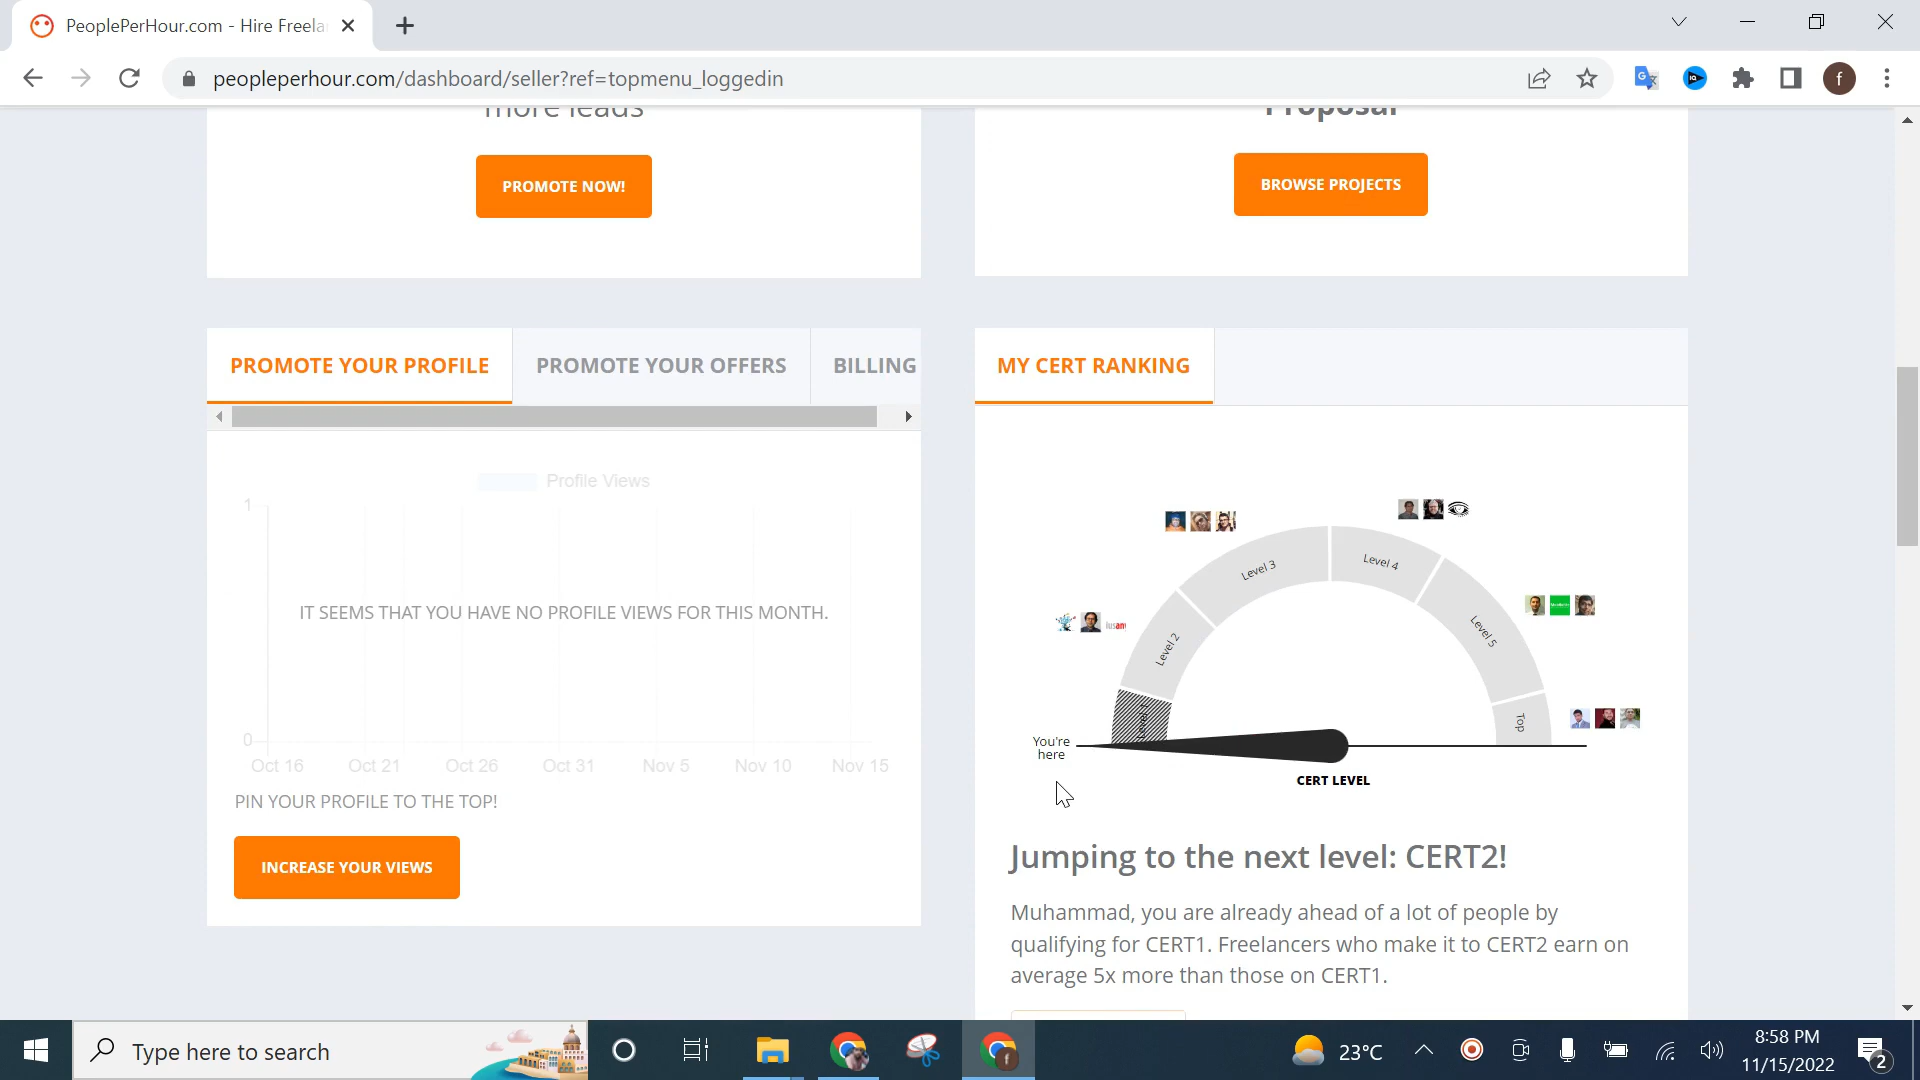 PeoplePerHour.com - Hire Freela
peopleperhour.com/dashboard/seller?ref=topmenu_loggedin
f
more leads
Proposal
PROMOTE NOW!
BROWSE PROJECTS
PROMOTE YOUR PROFILE
PROMOTE YOUR OFFERS
BILLING
Profile Views
1
IT SEEMS THAT YOU HAVE NO PROFILE VIEWS FOR THIS MONTH.
0
Oct 16 Oct 21 Oct 26 Oct 31 Nov 5 Nov 10 Nov 15
PIN YOUR PROFILE TO THE TOP!
INCREASE YOUR VIEWS
MY CERT RANKING
Level 1
Level 2
Level 3
Level 4
Level 5
Top
You're
here
CERT LEVEL
Jumping to the next level: CERT2!
Muhammad, you are already ahead of a lot of people by
qualifying for CERT1. Freelancers who make it to CERT2 earn on
average 5x more than those on CERT1.
Type here to search
23°C
8:58 PM
11/15/2022
2